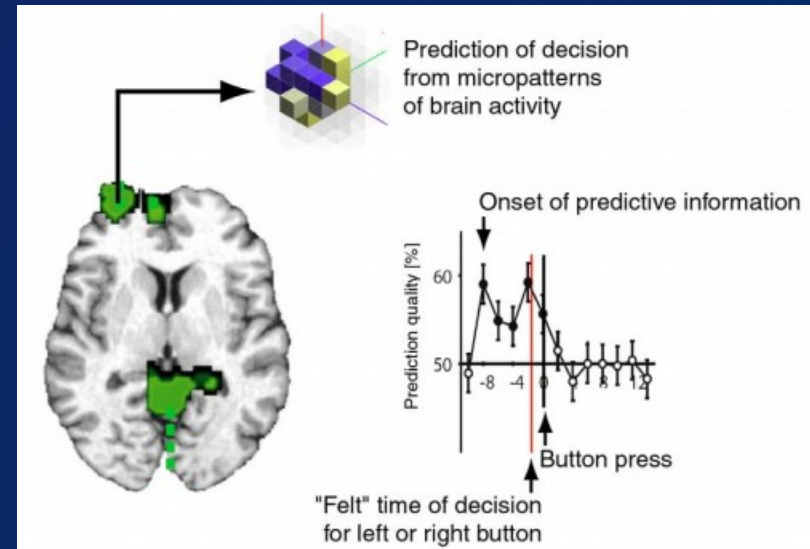 Prediction of decision
from micropatterns
of brain activity
Onset of predictive information
Prediction quality [%]
60
50
-8 -4 0 8 12
Button press
"Felt" time of decision
for left or right button